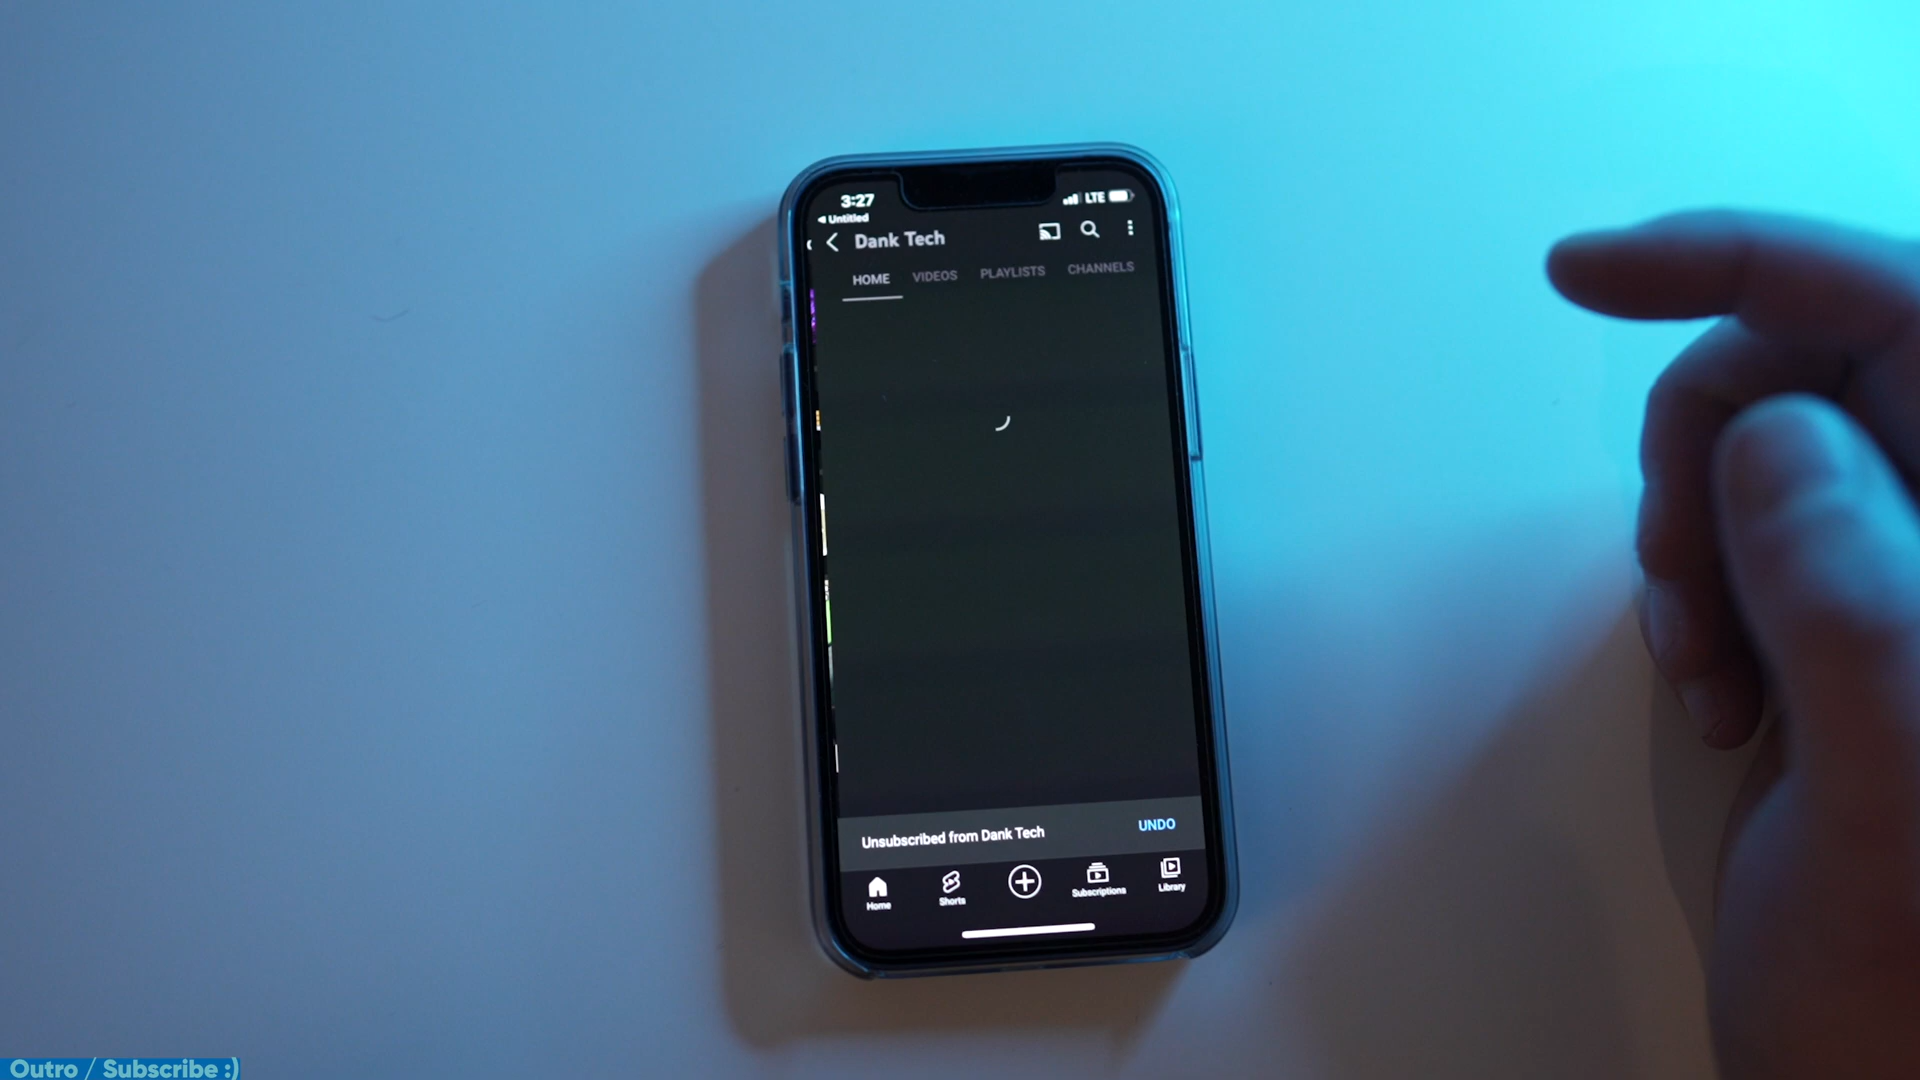 3:27
LTE
Untitled
Dank Tech
HOME VIDEOS PLAYLISTS CHANNELS
Unsubscribed from Dank Tech UNDO
Home Shorts Subscriptions Library
Outro / Subscribe :)